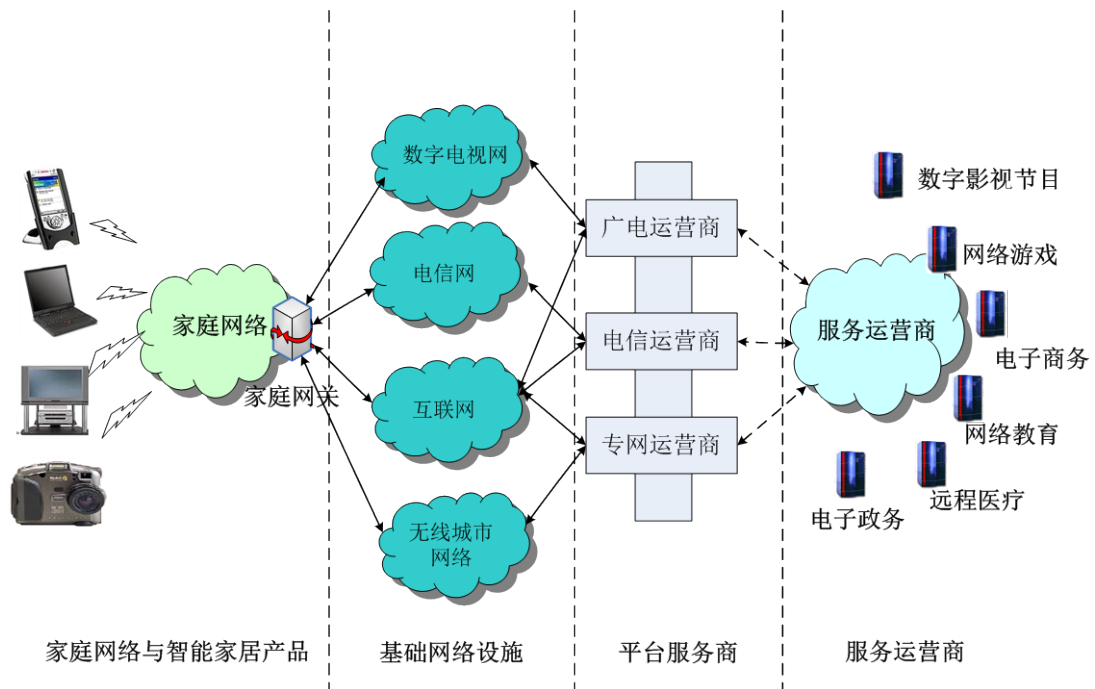 数字电视网
电信网
互联网
无线城市
网络
家庭网络
家庭网关
广电运营商
电信运营商
专网运营商
服务运营商
数字影视节目
网络游戏
电子商务
网络教育
远程医疗
电子政务
家庭网络与智能家居产品
基础网络设施
平台服务商
服务运营商